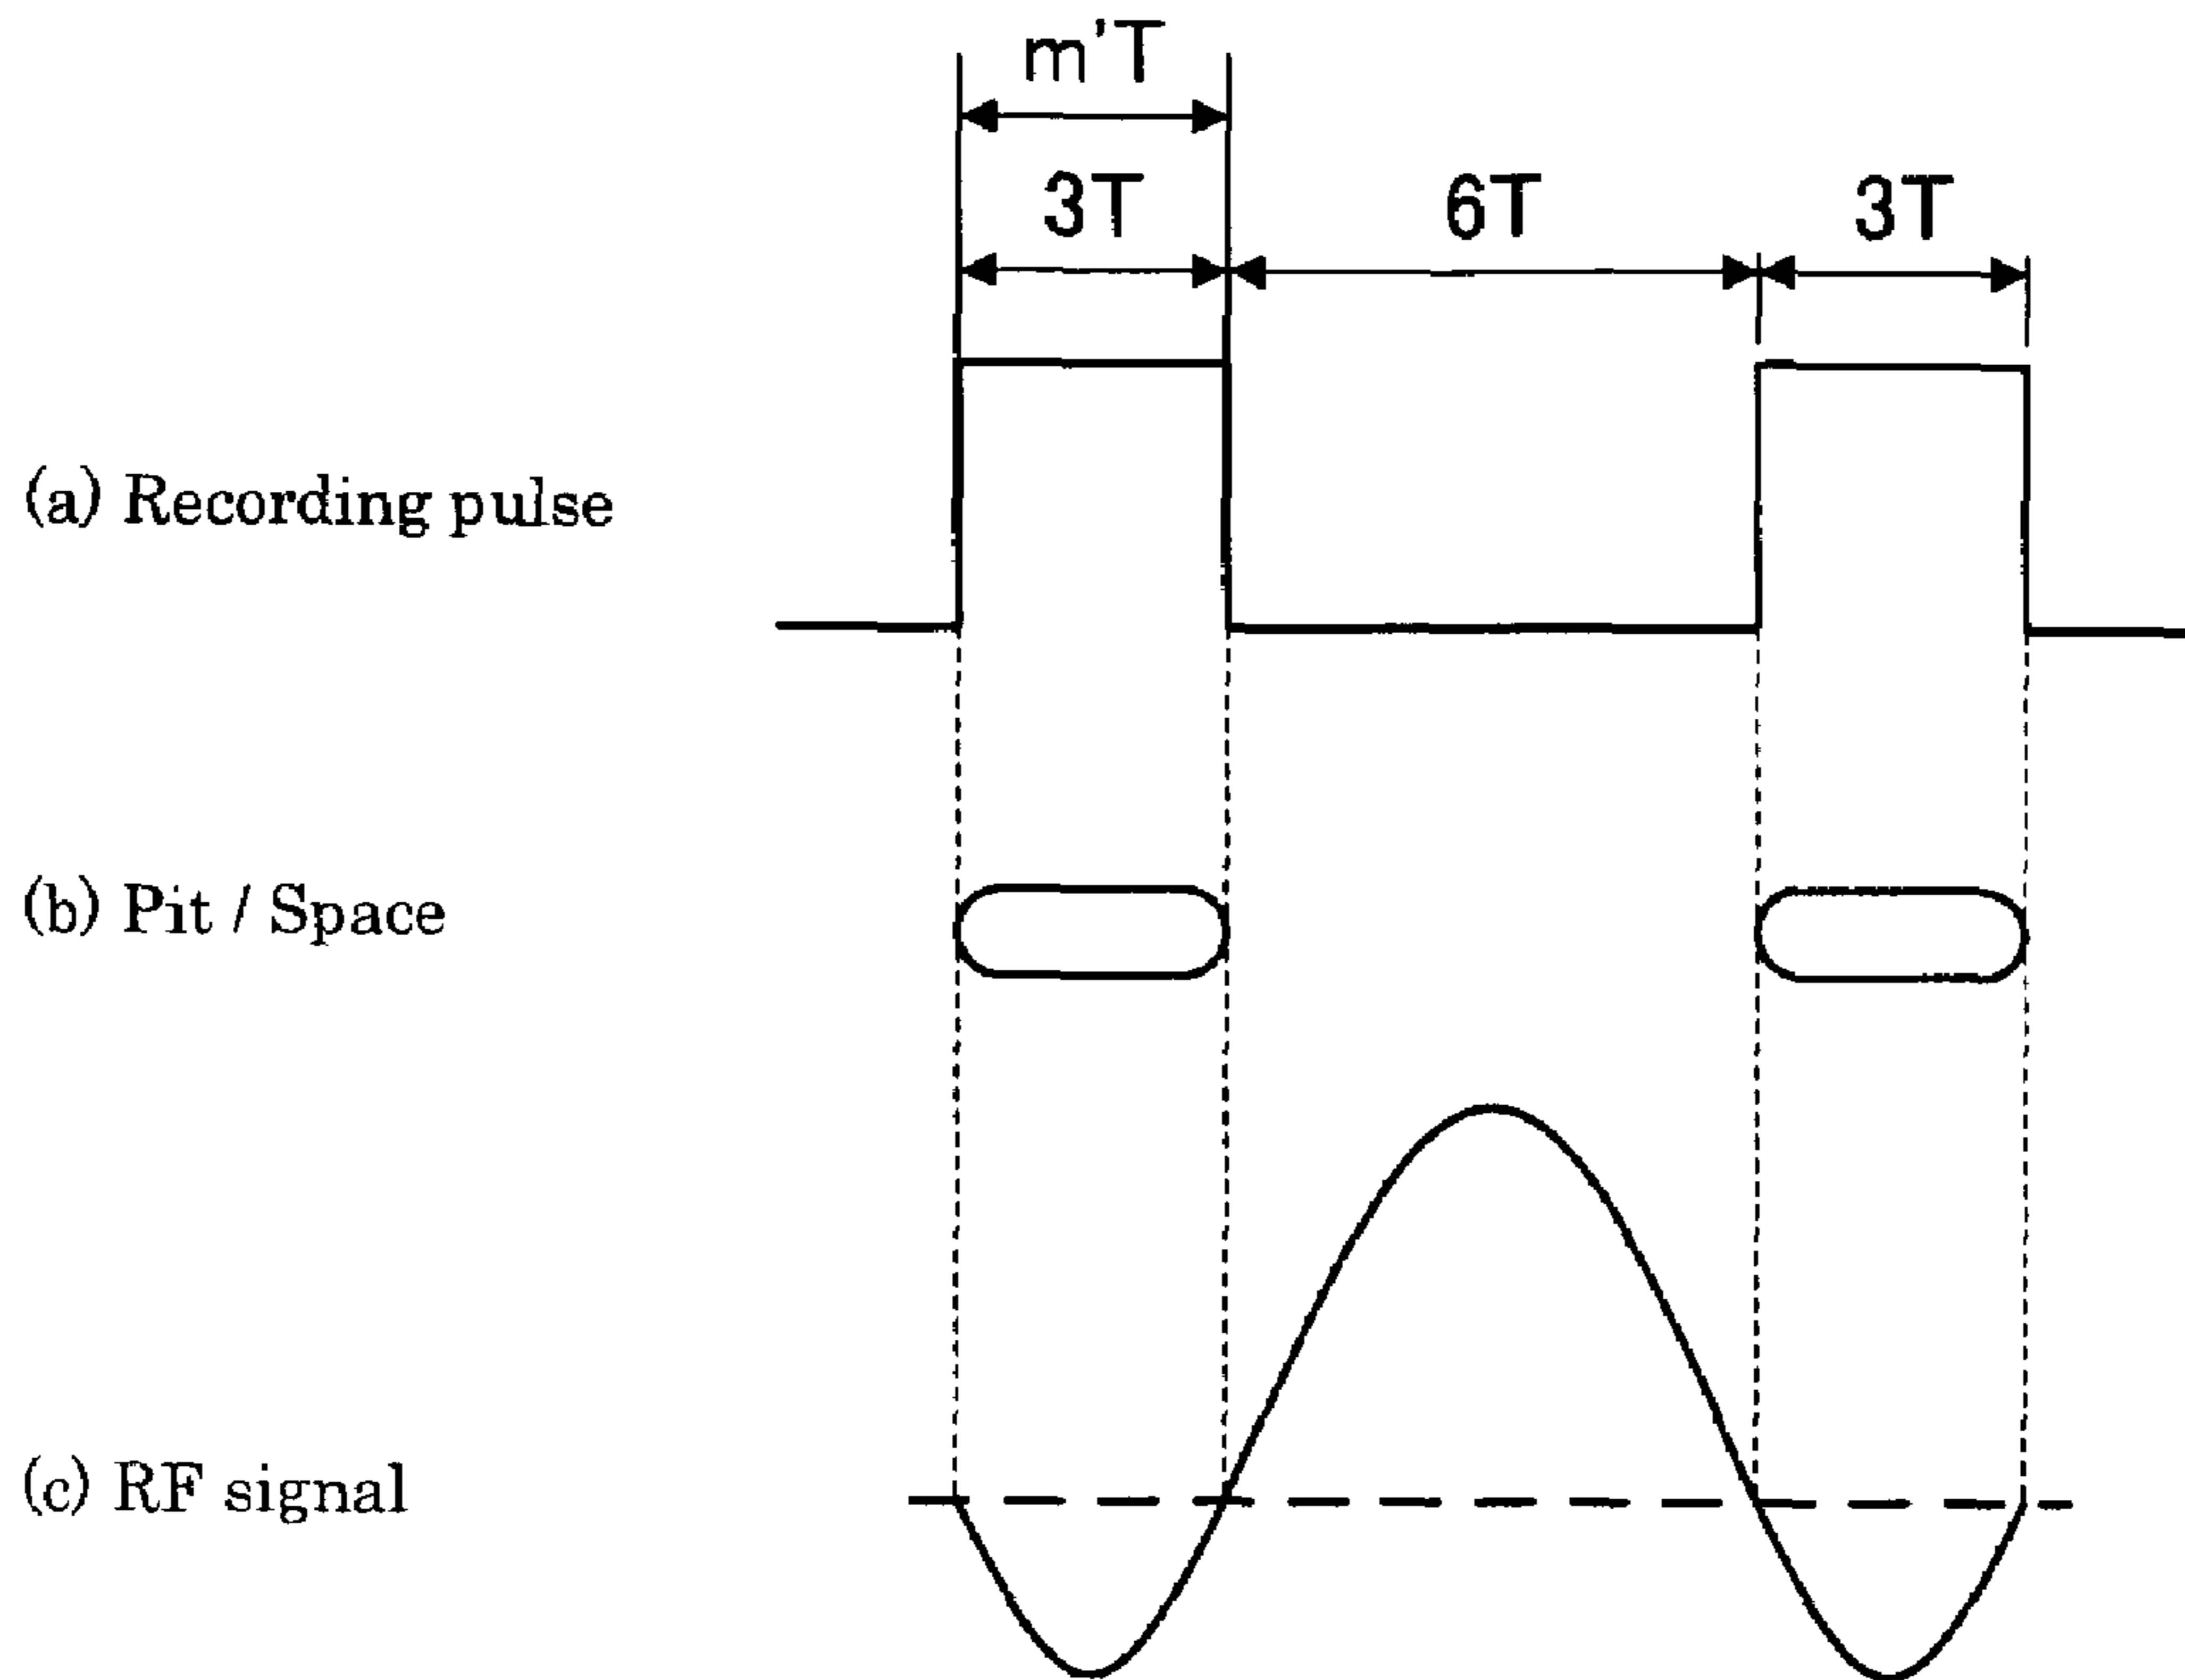 m'T
3T 6T 3T
(a) Recording pulse
(b) Pit / Space
(c) RF signal